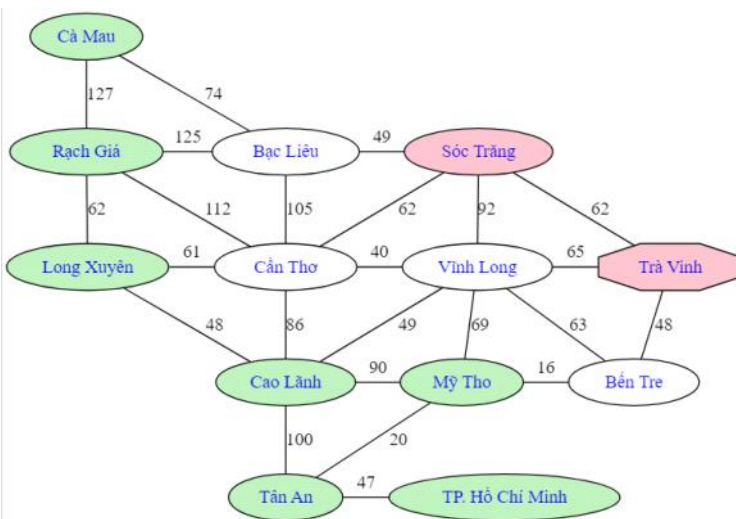 Cà Mau
127
74
Rạch Giá
125
Bạc Liêu
49
Sóc Trăng
62
112
105
62
92
62
Long Xuyên
61
Cần Thơ
40
Vĩnh Long
65
Trà Vinh
48
86
49
69
63
48
Cao Lãnh
90
Mỹ Tho
16
Bến Tre
100
20
Tân An
47
TP. Hồ Chí Minh